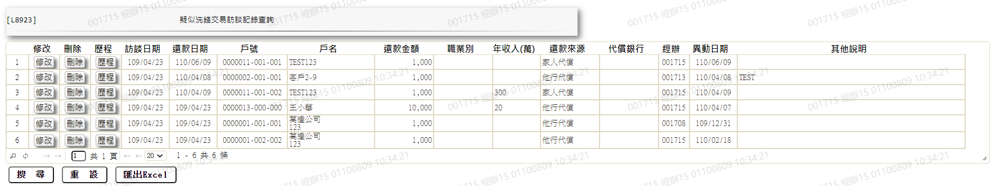 [L8923] 疑似洗錢交易訪談記錄查詢
修改 刪除 歷程 訪談日期 還款日期 戶號 戶名 還款金額 職業別 年收入(萬) 還款來源 代償銀行 經辦 異動日期 其他說明
1 修改 刪除 歷程 109/04/23 110/06/09 0000011-001-001 TEST123 1,000 家人代償 001715 110/06/09
2 修改 刪除 歷程 109/04/23 110/04/08 0000002-001-001 客戶2-9 1,000 他行代償 001713 110/04/08 TEST
3 修改 刪除 歷程 109/04/23 110/04/09 0000011-001-002 TEST123 1,000 300 家人代償 001715 110/04/09
4 修改 刪除 歷程 109/04/23 109/04/23 0000013-000-000 王小華 10,000 20 他行代償 001715 110/04/07
5 修改 刪除 歷程 109/04/23 109/04/23 0000001-001-001 萬達公司 1,000 他行代償 001708 109/12/31
123
6 修改 刪除 歷程 109/04/23 109/04/23 0000001-002-002 萬達公司 1,000 他行代償 001715 110/02/18
123
1 共 1 頁 20 1 - 6 共 6 條
搜 尋 重 設 匯出Excel
001715 經辦15 01100809 10:34:21